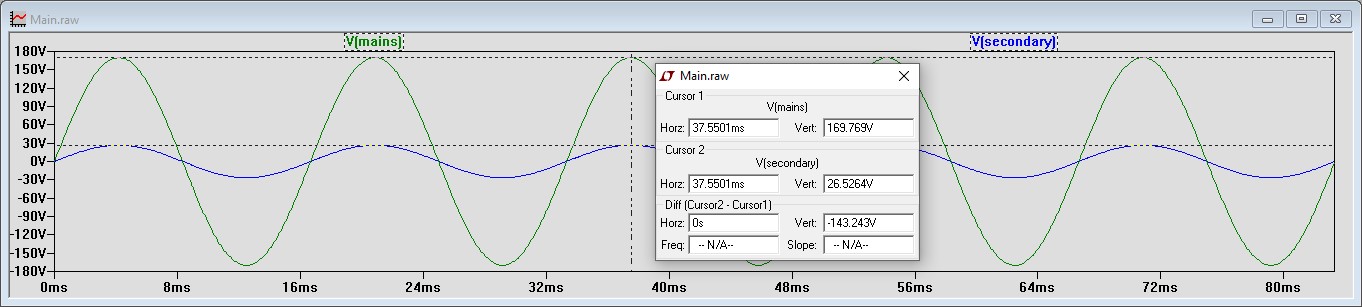 Main.raw
V(mains) V(secondary)
180V
150V
120V
90V
60V
30V
0V
-30V
-60V
-90V
-120V
-150V
-180V
0ms 8ms 16ms 24ms 32ms 40ms 48ms 56ms 64ms 72ms 80ms
Main.raw
Cursor 1
V(mains)
Horz: 37.5501ms Vert: 169.769V
Cursor 2
V(secondary)
Horz: 37.5501ms Vert: 26.5264V
Diff (Cursor2 - Cursor1)
Horz: 0s Vert: -143.243V
Freq: -- N/A-- Slope: -- N/A--